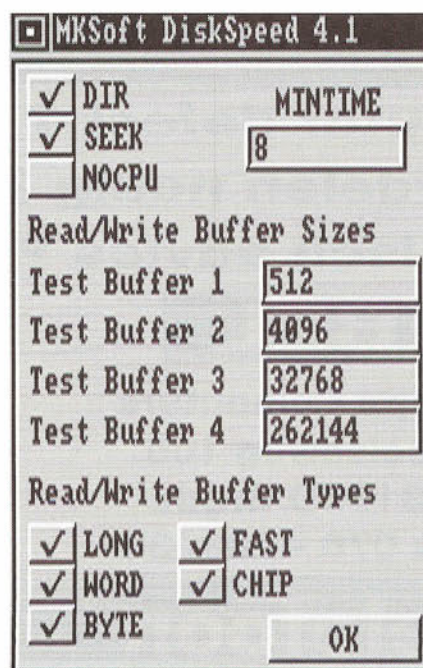 MKSoft DiskSpeed 4.1
DIR
SEEK
NOCPU
MINTIME
8
Read/Write Buffer Sizes
Test Buffer 1 512
Test Buffer 2 4096
Test Buffer 3 32768
Test Buffer 4 262144
Read/Write Buffer Types
LONG FAST
WORD CHIP
BYTE
OK